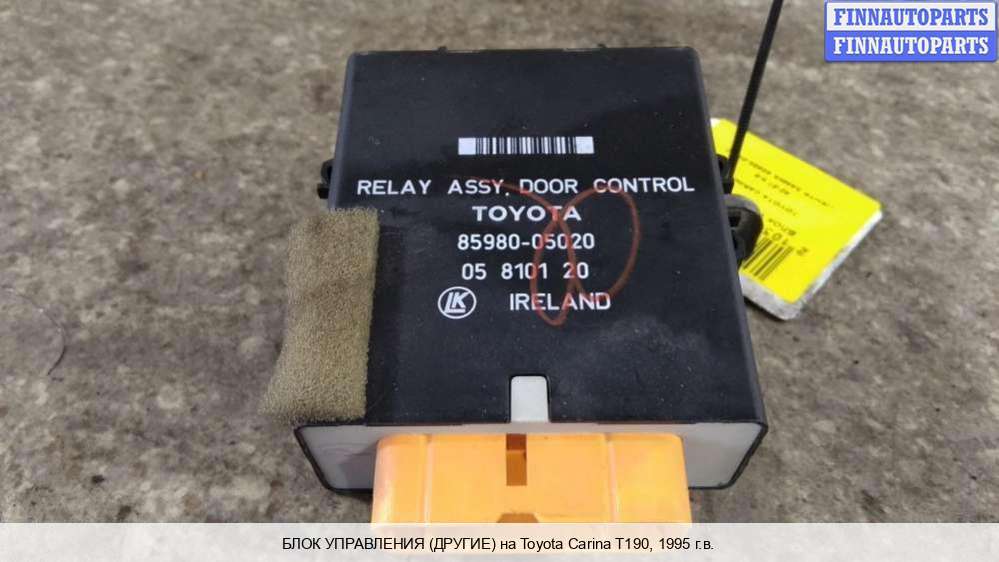 FINNAUTOPARTS
FINNAUTOPARTS
RELAY ASSY, DOOR CONTROL
TOYOTA
85980-05020
05 8101 20
LK IRELAND
БЛОК УПРАВЛЕНИЯ (ДРУГИЕ) на Toyota Carina T190, 1995 г.в.